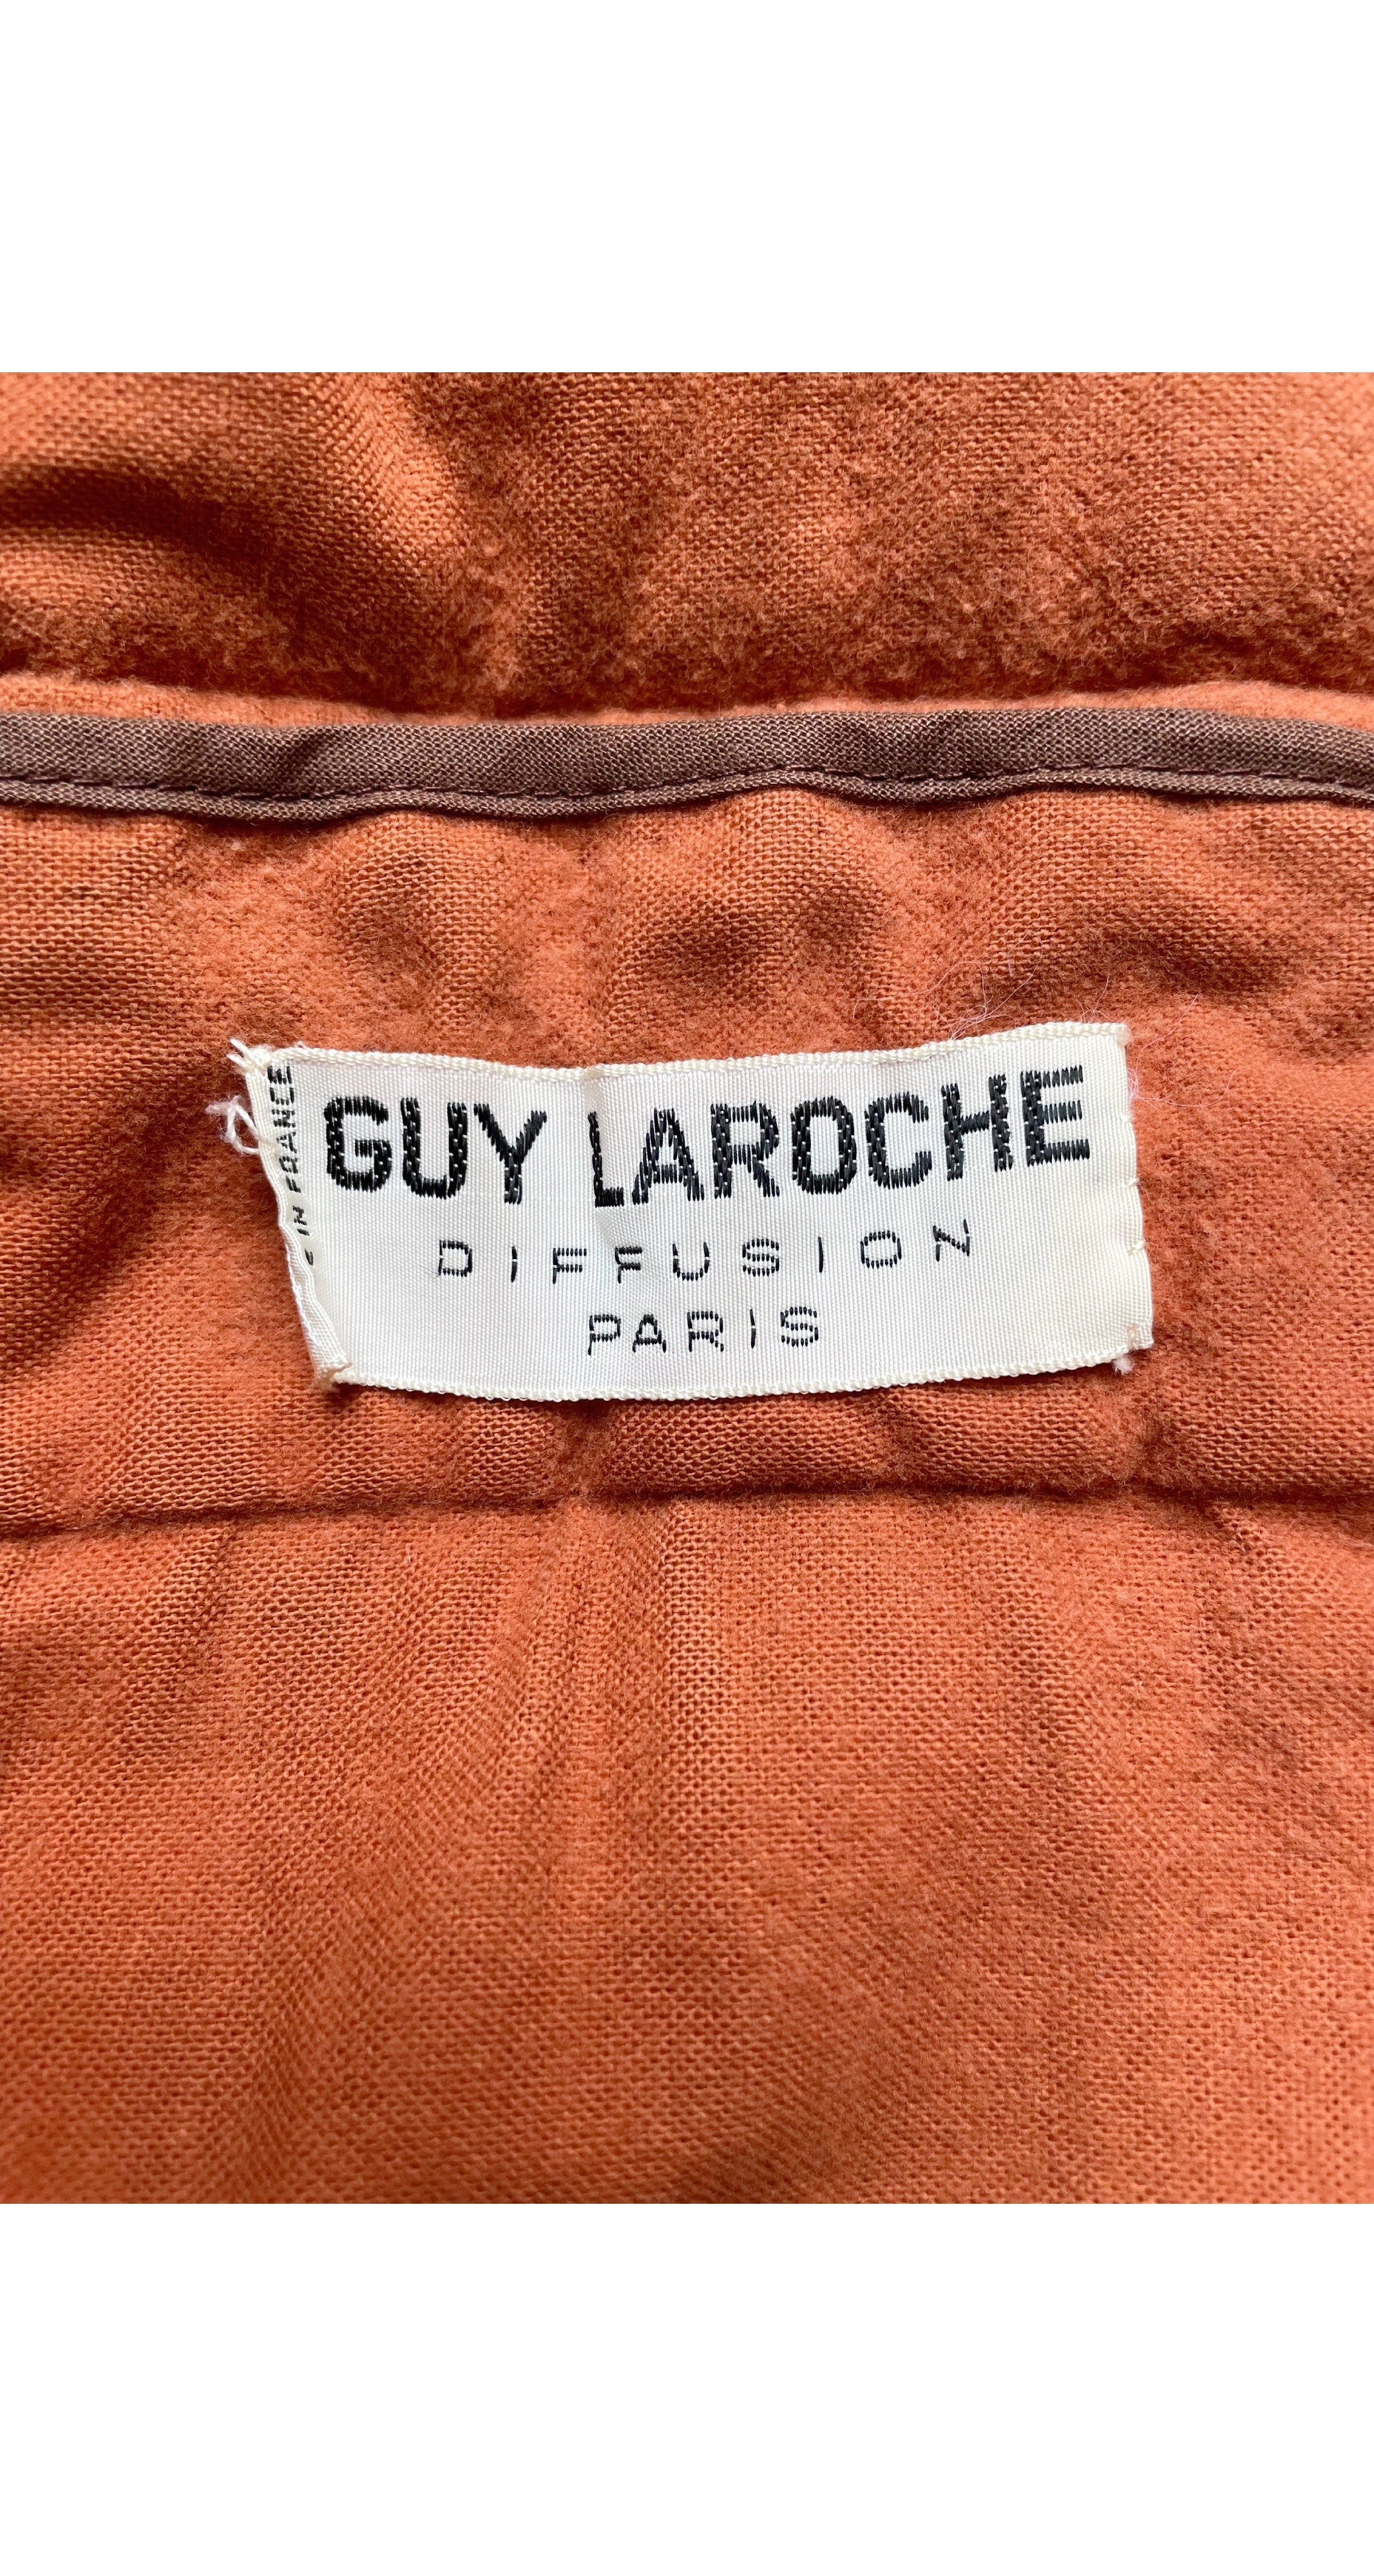 GUY LAROCHE
DIFFUSION
PARIS
IN FRANCE